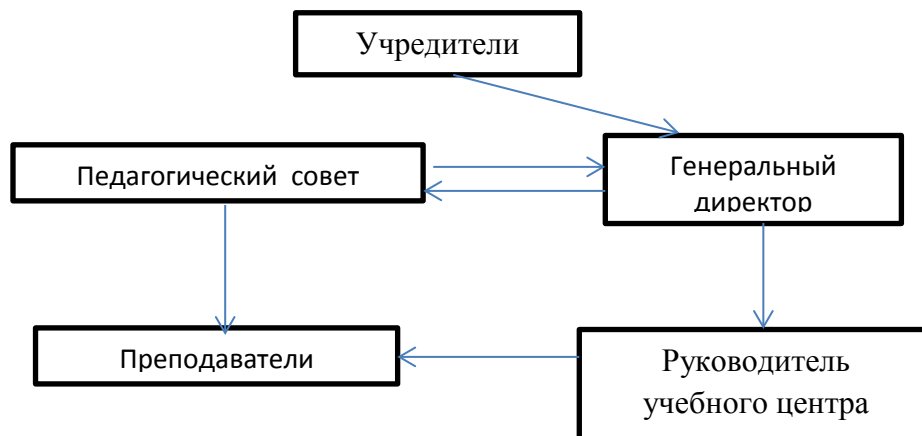 Учредители
Педагогический совет
Генеральный
директор
Преподаватели
Руководитель
учебного центра